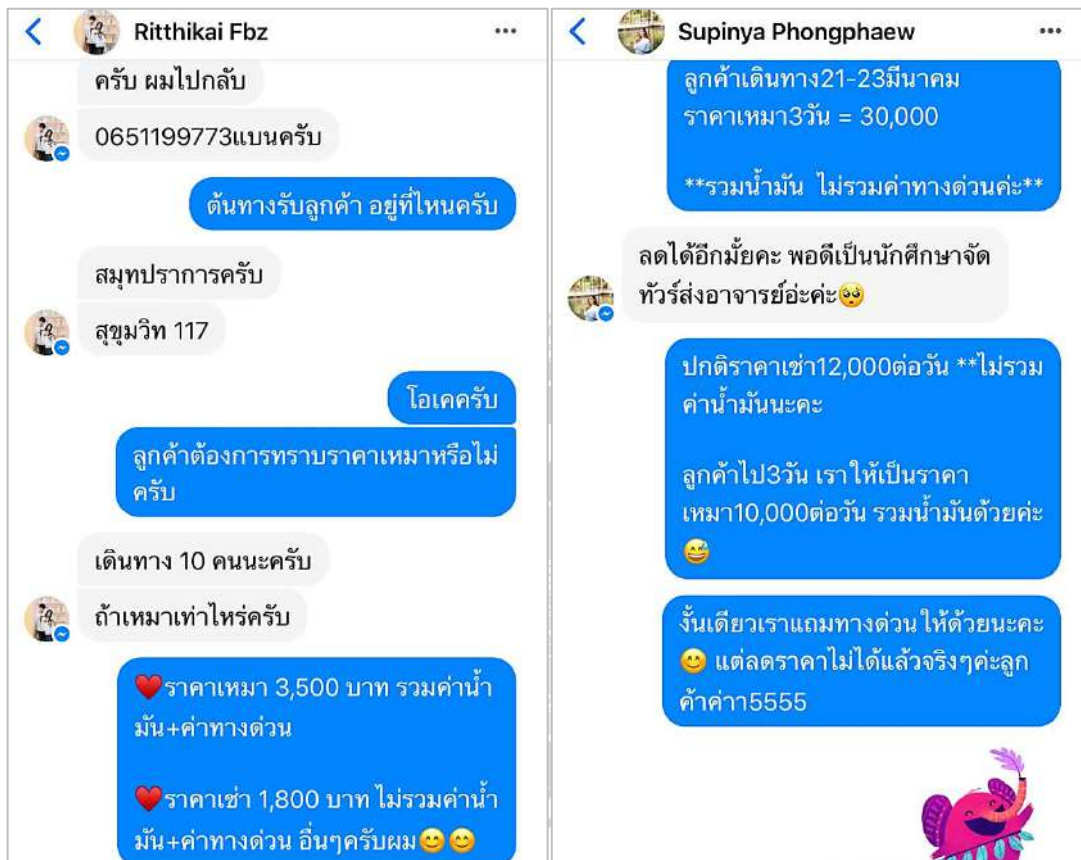 Ritthikai Fbz
ครับ ผมไปกลับ
0651199773แบนครับ
ต้นทางรับลูกค้า อยู่ที่ไหนครับ
สมุทปราการครับ
สุขุมวิท 117
โอเคครับ
ลูกค้าต้องการทราบราคาเหมาหรือไม่
ครับ
เดินทาง 10 คนนะครับ
ถ้าเหมาเท่าไหร่ครับ
❤️ราคาเหมา 3,500 บาท รวมค่าน้ำ
มัน+ค่าทางด่วน
❤️ราคาเช่า 1,800 บาท ไม่รวมค่าน้ำ
มัน+ค่าทางด่วน อื่นๆครับผม😊😊
Supinya Phongphaew
ลูกค้าเดินทาง21-23มีนาคม
ราคาเหมา3วัน = 30,000
**รวมน้ำมัน ไม่รวมค่าทางด่วนค่ะ**
ลดได้อีกมั้ยคะ พอดีเป็นนักศึกษาจัด
ทัวร์ส่งอาจารย์อ่ะค่ะ🥺
ปกติราคาเช่า12,000ต่อวัน **ไม่รวม
ค่าน้ำมันนะคะ
ลูกค้าไป3วัน เราให้เป็นราคา
เหมา10,000ต่อวัน รวมน้ำมันด้วยค่ะ
😅
งั้นเดียวเราแถมทางด่วนให้ด้วยนะคะ
😊 แต่ลดราคาไม่ได้แล้วจริงๆค่ะลูก
ค้าค่าา5555